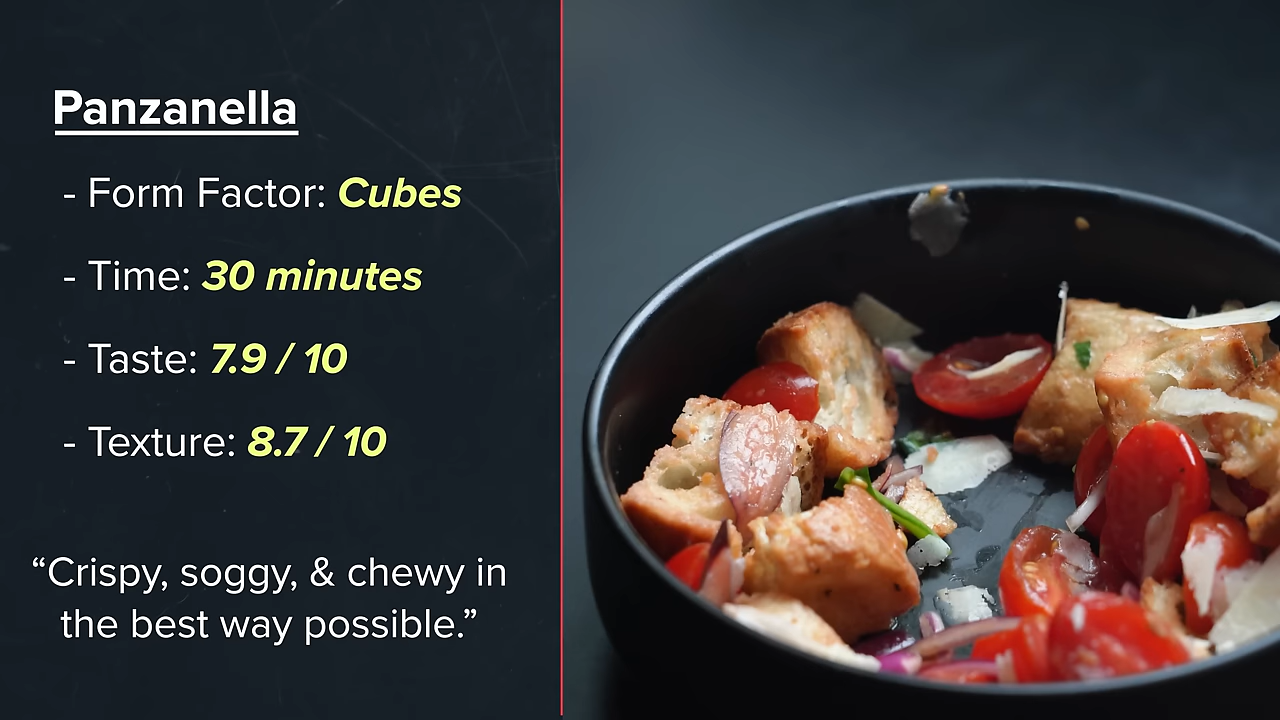 Panzanella
- Form Factor: Cubes
- Time: 30 minutes
- Taste: 7.9 / 10
- Texture: 8.7 / 10
“Crispy, soggy, & chewy in
the best way possible.”